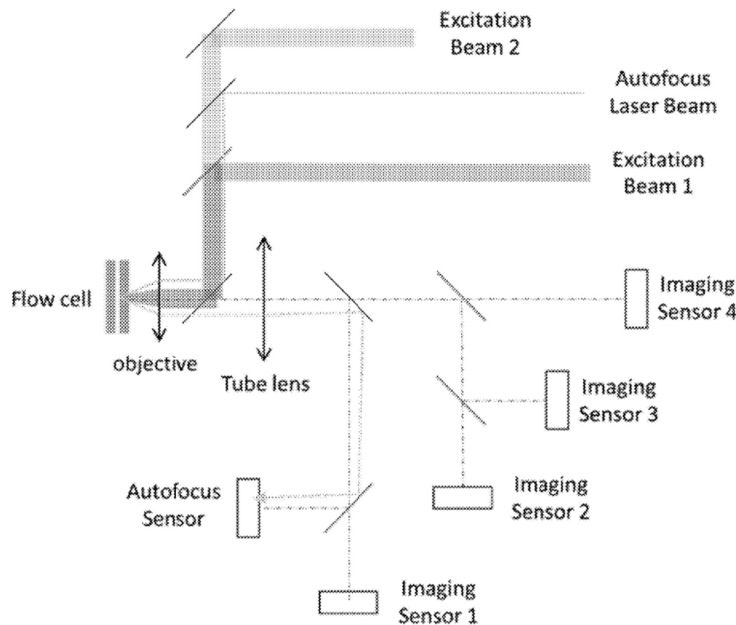 Excitation
Beam 2
Autofocus
Laser Beam
Excitation
Beam 1
Flow cell
objective
Tube lens
Imaging
Sensor 4
Imaging
Sensor 3
Autofocus
Sensor
Imaging
Sensor 2
Imaging
Sensor 1